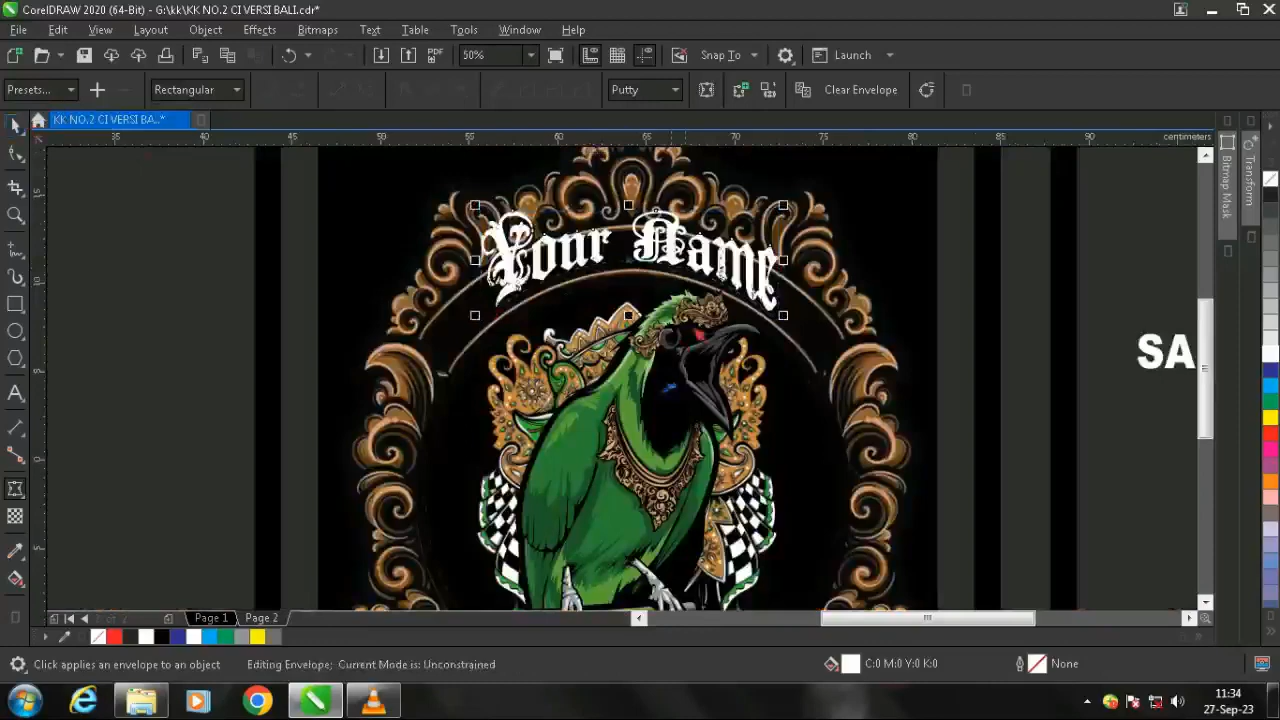 CorelDRAW 2020 (64-Bit) - G:\kk\KK NO.2 CI VERSI BALI.cdr*
File Edit View Layout Object Effects Bitmaps Text Table Tools Window Help
50% PDF Snap To Launch
Presets... Rectangular Putty Clear Envelope
KK NO.2 CI VERSI BA...*
35 40 45 50 55 60 65 70 75 80 85 90 centimeters
Bitmap Mask
Transform
Your Name
SA
Page 1 Page 2
Click applies an envelope to an object Editing Envelope; Current Mode is: Unconstrained C:0 M:0 Y:0 K:0 None
11:34
27-Sep-23